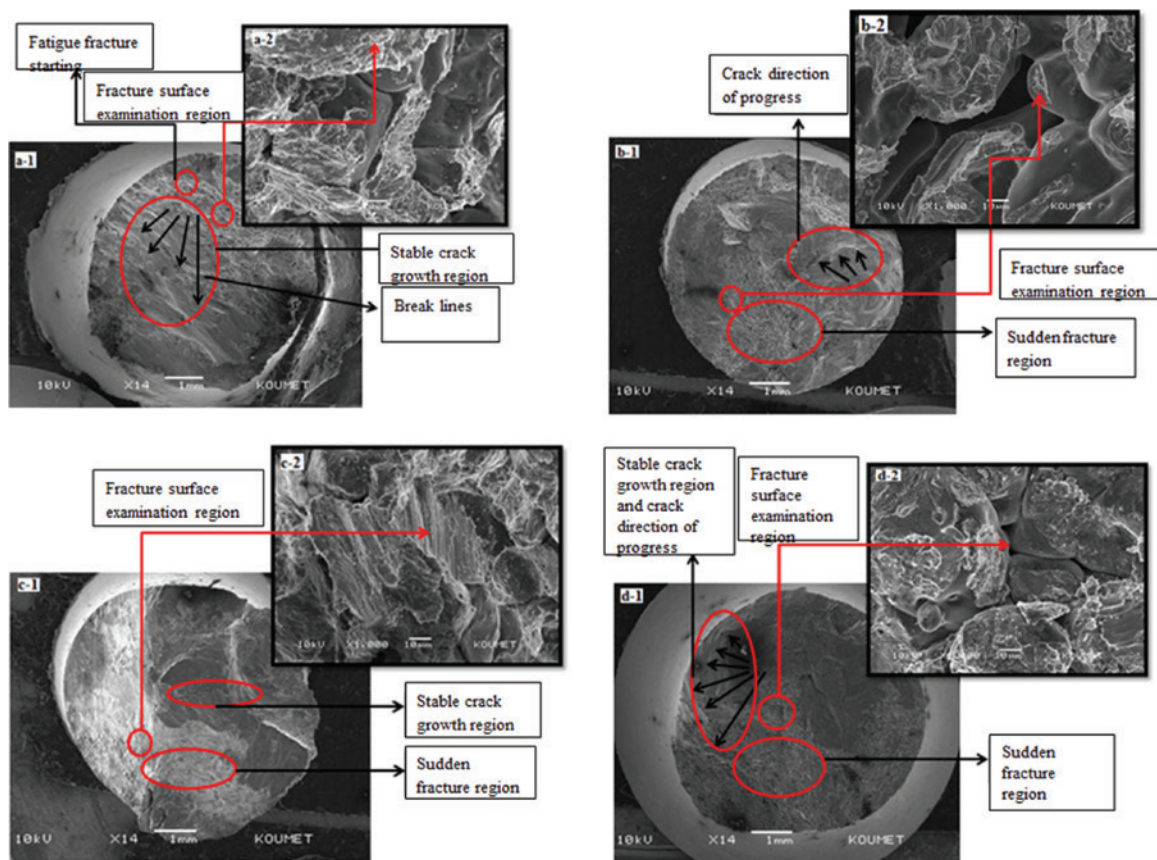 Fatigue fracture
starting
Fracture surface
examination region
a-2
a-1
Stable crack
growth region
Break lines
10kV X14 1mm KOUMET
b-2
Crack direction
of progress
b-1
10kV X1,000 10mm KOUMET
Fracture surface
examination region
Sudden fracture
region
10kV X14 1mm KOUMET
c-2
Fracture surface
examination region
10kV X1,000 10mm KOUMET
c-1
Stable crack
growth region
Sudden
fracture region
10kV X14 1mm KOUMET
Stable crack
growth region
and crack
direction of
progress
Fracture
surface
examination
region
d-2
d-1
KOUMET
Sudden
fracture
region
10kV X14 1mm KOUMET